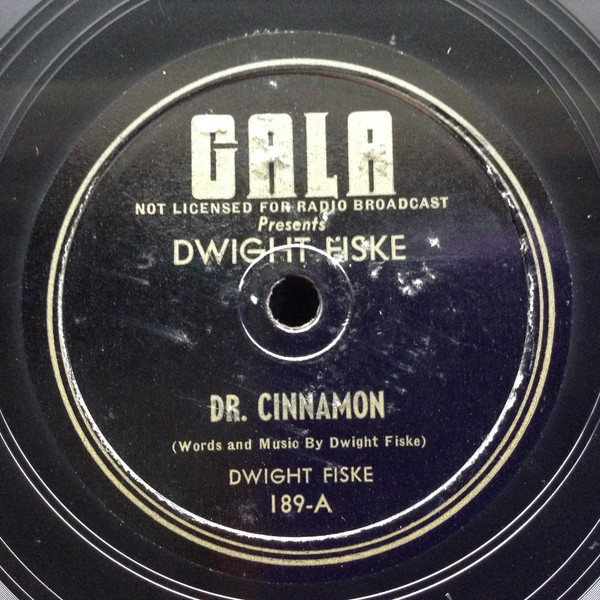 GALA
NOT LICENSED FOR RADIO BROADCAST
Presents
DWIGHT FISKE
DR. CINNAMON
(Words and Music By Dwight Fiske)
DWIGHT FISKE
189-A